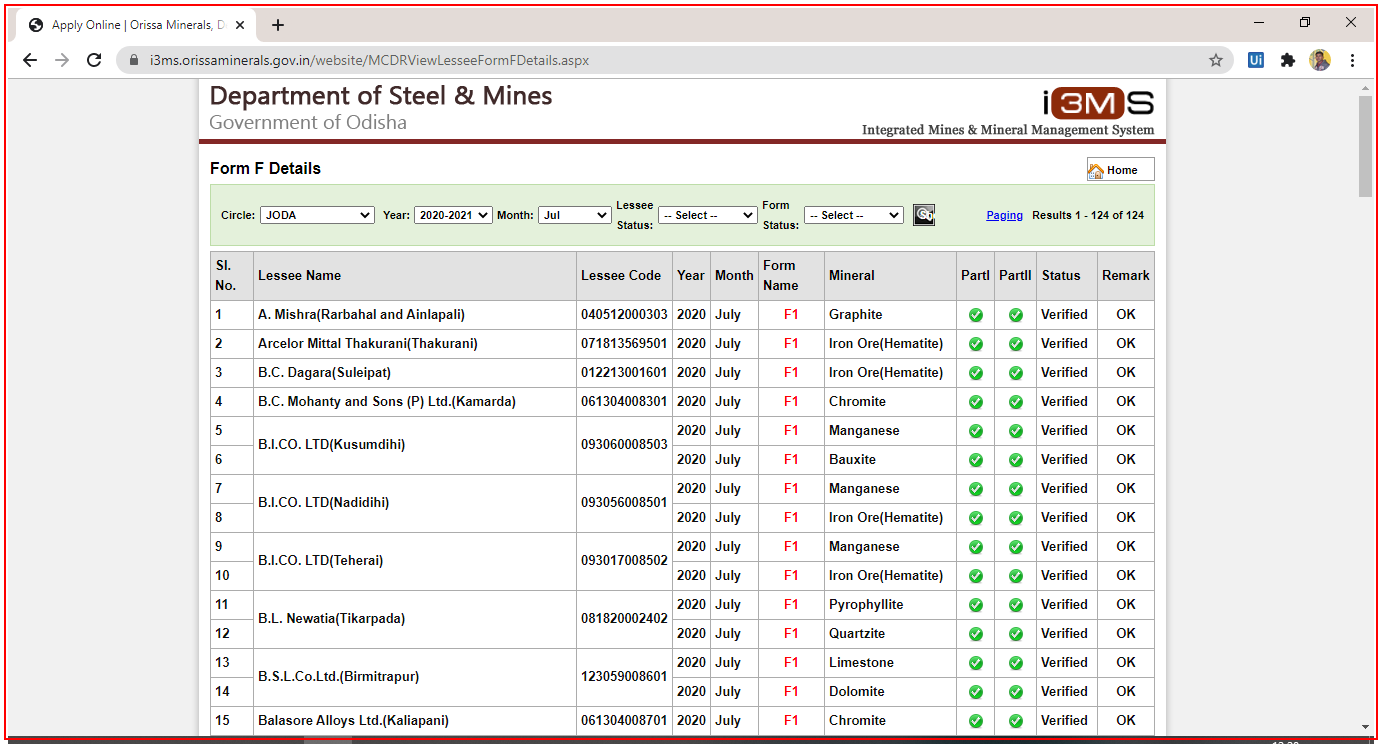 Apply Online | Orissa Minerals, D
i3ms.orissaminerals.gov.in/website/MCDRViewLesseeFormFDetails.aspx
Ui
Department of Steel & Mines
Government of Odisha
i3MS
Integrated Mines & Mineral Management System
Form F Details
Home
Circle: JODA Year: 2020-2021 Month: Jul Lessee Status: -- Select -- Form Status: -- Select -- Go Paging Results 1 - 124 of 124
Sl. No. Lessee Name Lessee Code Year Month Form Name Mineral PartI PartII Status Remark
1 A. Mishra(Rarbahal and Ainlapali) 040512000303 2020 July F1 Graphite Verified OK
2 Arcelor Mittal Thakurani(Thakurani) 071813569501 2020 July F1 Iron Ore(Hematite) Verified OK
3 B.C. Dagara(Suleipat) 012213001601 2020 July F1 Iron Ore(Hematite) Verified OK
4 B.C. Mohanty and Sons (P) Ltd.(Kamarda) 061304008301 2020 July F1 Chromite Verified OK
5 B.I.CO. LTD(Kusumdihi) 093060008503 2020 July F1 Manganese Verified OK
6 2020 July F1 Bauxite Verified OK
7 B.I.CO. LTD(Nadidihi) 093056008501 2020 July F1 Manganese Verified OK
8 2020 July F1 Iron Ore(Hematite) Verified OK
9 B.I.CO. LTD(Teherai) 093017008502 2020 July F1 Manganese Verified OK
10 2020 July F1 Iron Ore(Hematite) Verified OK
11 B.L. Newatia(Tikarpada) 081820002402 2020 July F1 Pyrophyllite Verified OK
12 2020 July F1 Quartzite Verified OK
13 B.S.L.Co.Ltd.(Birmitrapur) 123059008601 2020 July F1 Limestone Verified OK
14 2020 July F1 Dolomite Verified OK
15 Balasore Alloys Ltd.(Kaliapani) 061304008701 2020 July F1 Chromite Verified OK